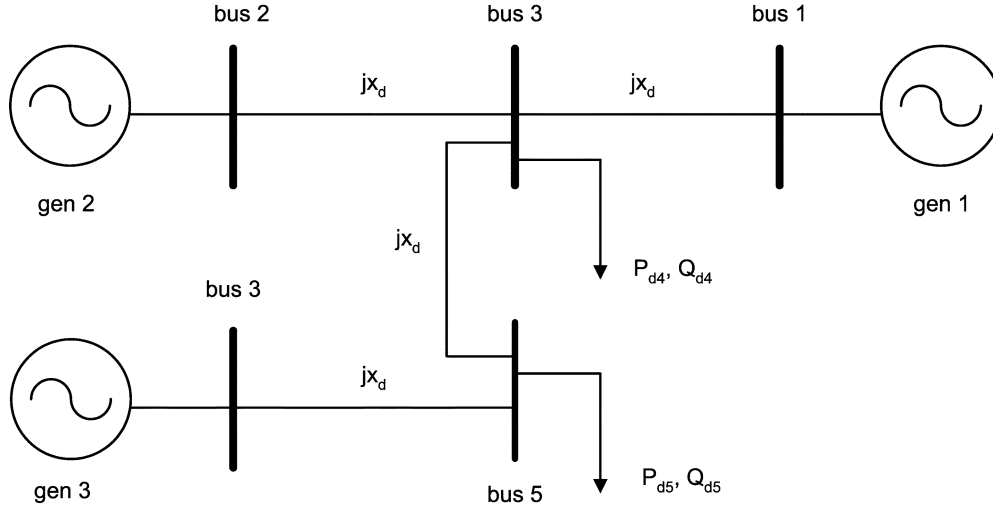 bus 2
bus 3
bus 1
jx_d
jx_d
gen 2
gen 1
jx_d
P_d4, Q_d4
bus 3
jx_d
gen 3
bus 5
P_d5, Q_d5